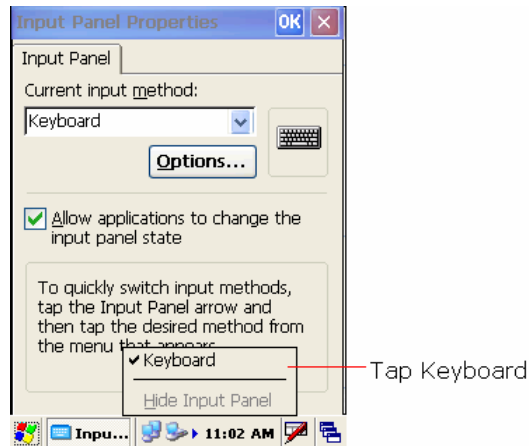 Input Panel Properties OK
Input Panel
Current input method:
Keyboard
Options...
Allow applications to change the
input panel state
To quickly switch input methods,
tap the Input Panel arrow and
then tap the desired method from
the menu that appears.
Keyboard
Tap Keyboard
Hide Input Panel
Inpu... 11:02 AM